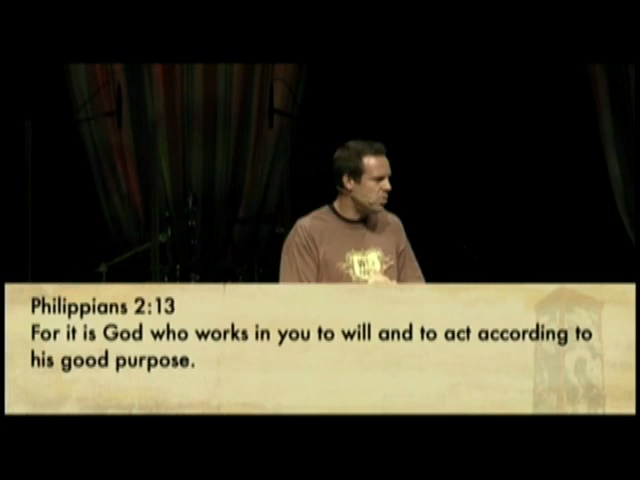 Philippians 2:13
For it is God who works in you to will and to act according to
his good purpose.